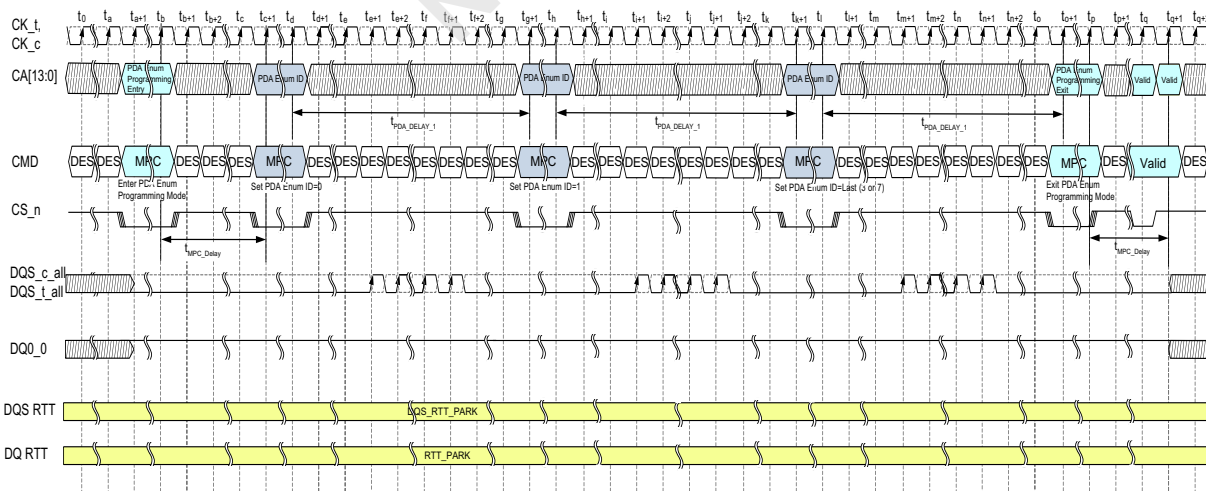 t0 ta ta+1 tb tb+1 tb+2 tc tc+1 td td+1 te te+1 te+2 tf tf+1 tf+2 tg tg+1 th th+1 ti ti+1 ti+2 tj tj+1 tj+2 tk tk+1 tl tl+1 tm tm+1 tm+2 tn tn+1 tn+2 to to+1 tp tp+1 tq tq+1 tq+2
CK_t,
CK_c
CA[13:0]
PDA Enum
Programming
Entry
PDA Enum ID
PDA Enum ID
PDA Enum ID
PDA Enum
Programming
Exit
Valid
Valid
tPDA_DELAY_1
tPDA_DELAY_1
tPDA_DELAY_1
CMD
DES DES MPC DES DES DES MPC DES DES DES DES DES DES DES DES MPC DES DES DES DES DES DES DES DES MPC DES DES DES DES DES DES DES DES MPC DES Valid DES
Enter PDA Enum
Programming Mode
Set PDA Enum ID=0
Set PDA Enum ID=1
Set PDA Enum ID=Last (3 or 7)
Exit PDA Enum
Programming Mode
CS_n
tMPC_Delay
tMPC_Delay
DQS_c_all
DQS_t_all
DQ0_0
DQS RTT
DQS_RTT_PARK
DQ RTT
RTT_PARK